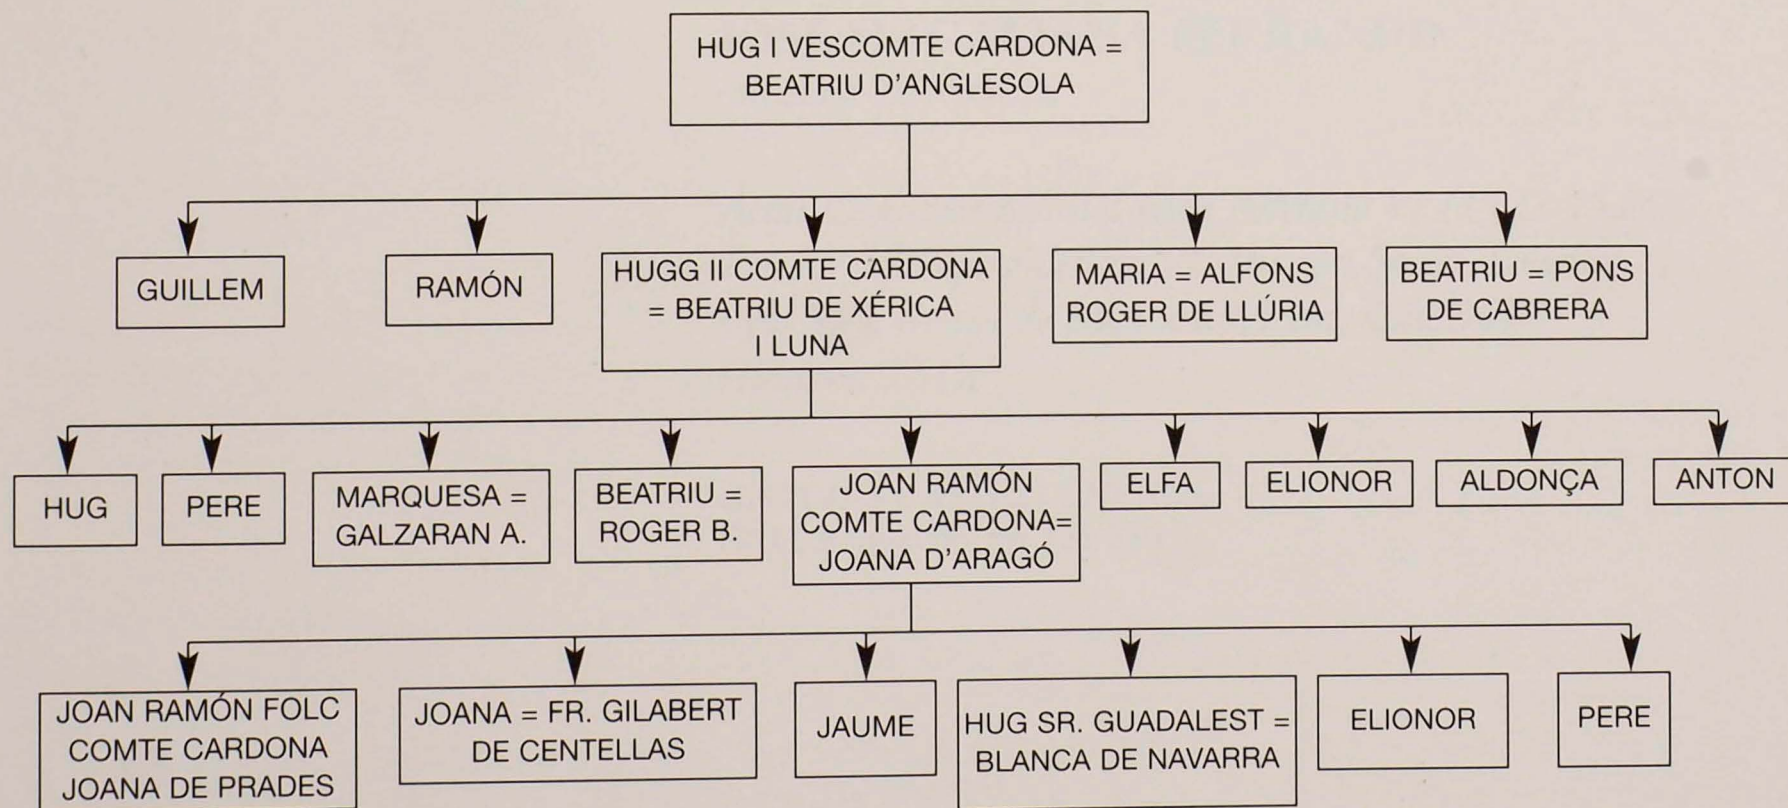 HUG I VESCOMTE CARDONA =
BEATRIU D'ANGLESOLA
GUILLEM
RAMÓN
HUGG II COMTE CARDONA
= BEATRIU DE XÉRICA
I LUNA
MARIA = ALFONS
ROGER DE LLÚRIA
BEATRIU = PONS
DE CABRERA
HUG
PERE
MARQUESA =
GALZARAN A.
BEATRIU =
ROGER B.
JOAN RAMÓN
COMTE CARDONA=
JOANA D'ARAGÓ
ELFA
ELIONOR
ALDONÇA
ANTON
JOAN RAMÓN FOLC
COMTE CARDONA
JOANA DE PRADES
JOANA = FR. GILABERT
DE CENTELLAS
JAUME
HUG SR. GUADALEST =
BLANCA DE NAVARRA
ELIONOR
PERE